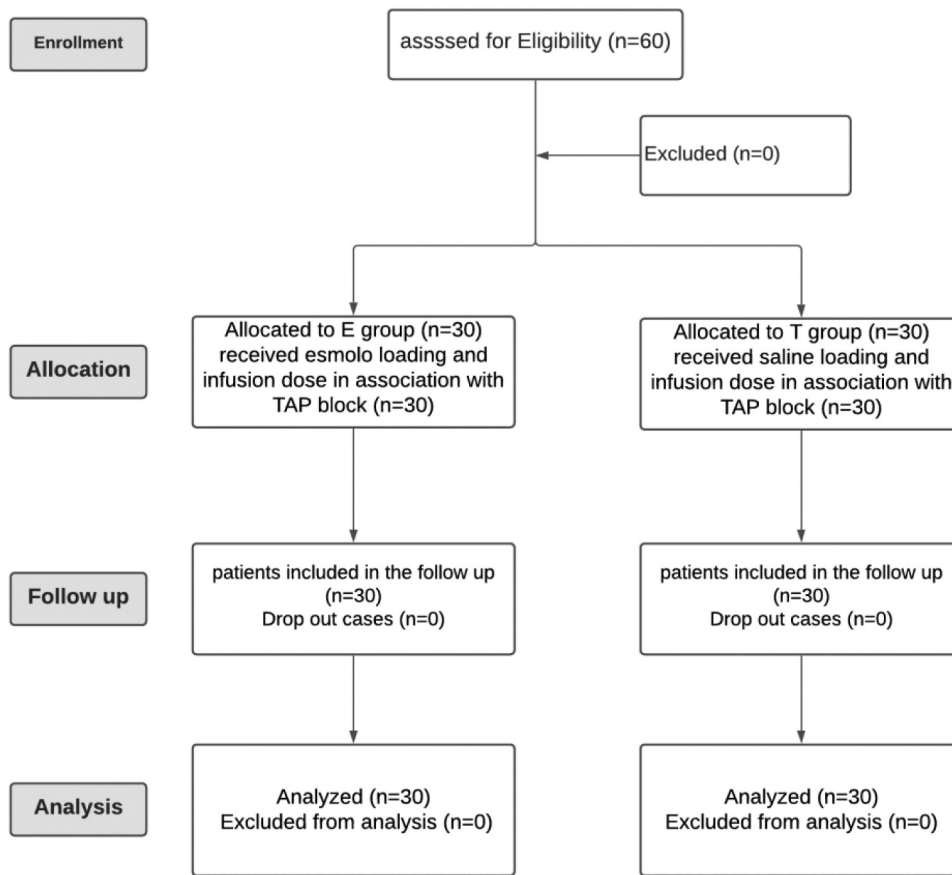 Enrollment
assssed for Eligibility (n=60)
Excluded (n=0)
Allocation
Allocated to E group (n=30)
received esmolo loading and
infusion dose in association with
TAP block (n=30)
Allocated to T group (n=30)
received saline loading and
infusion dose in association with
TAP block (n=30)
Follow up
patients included in the follow up
(n=30)
Drop out cases (n=0)
patients included in the follow up
(n=30)
Drop out cases (n=0)
Analysis
Analyzed (n=30)
Excluded from analysis (n=0)
Analyzed (n=30)
Excluded from analysis (n=0)